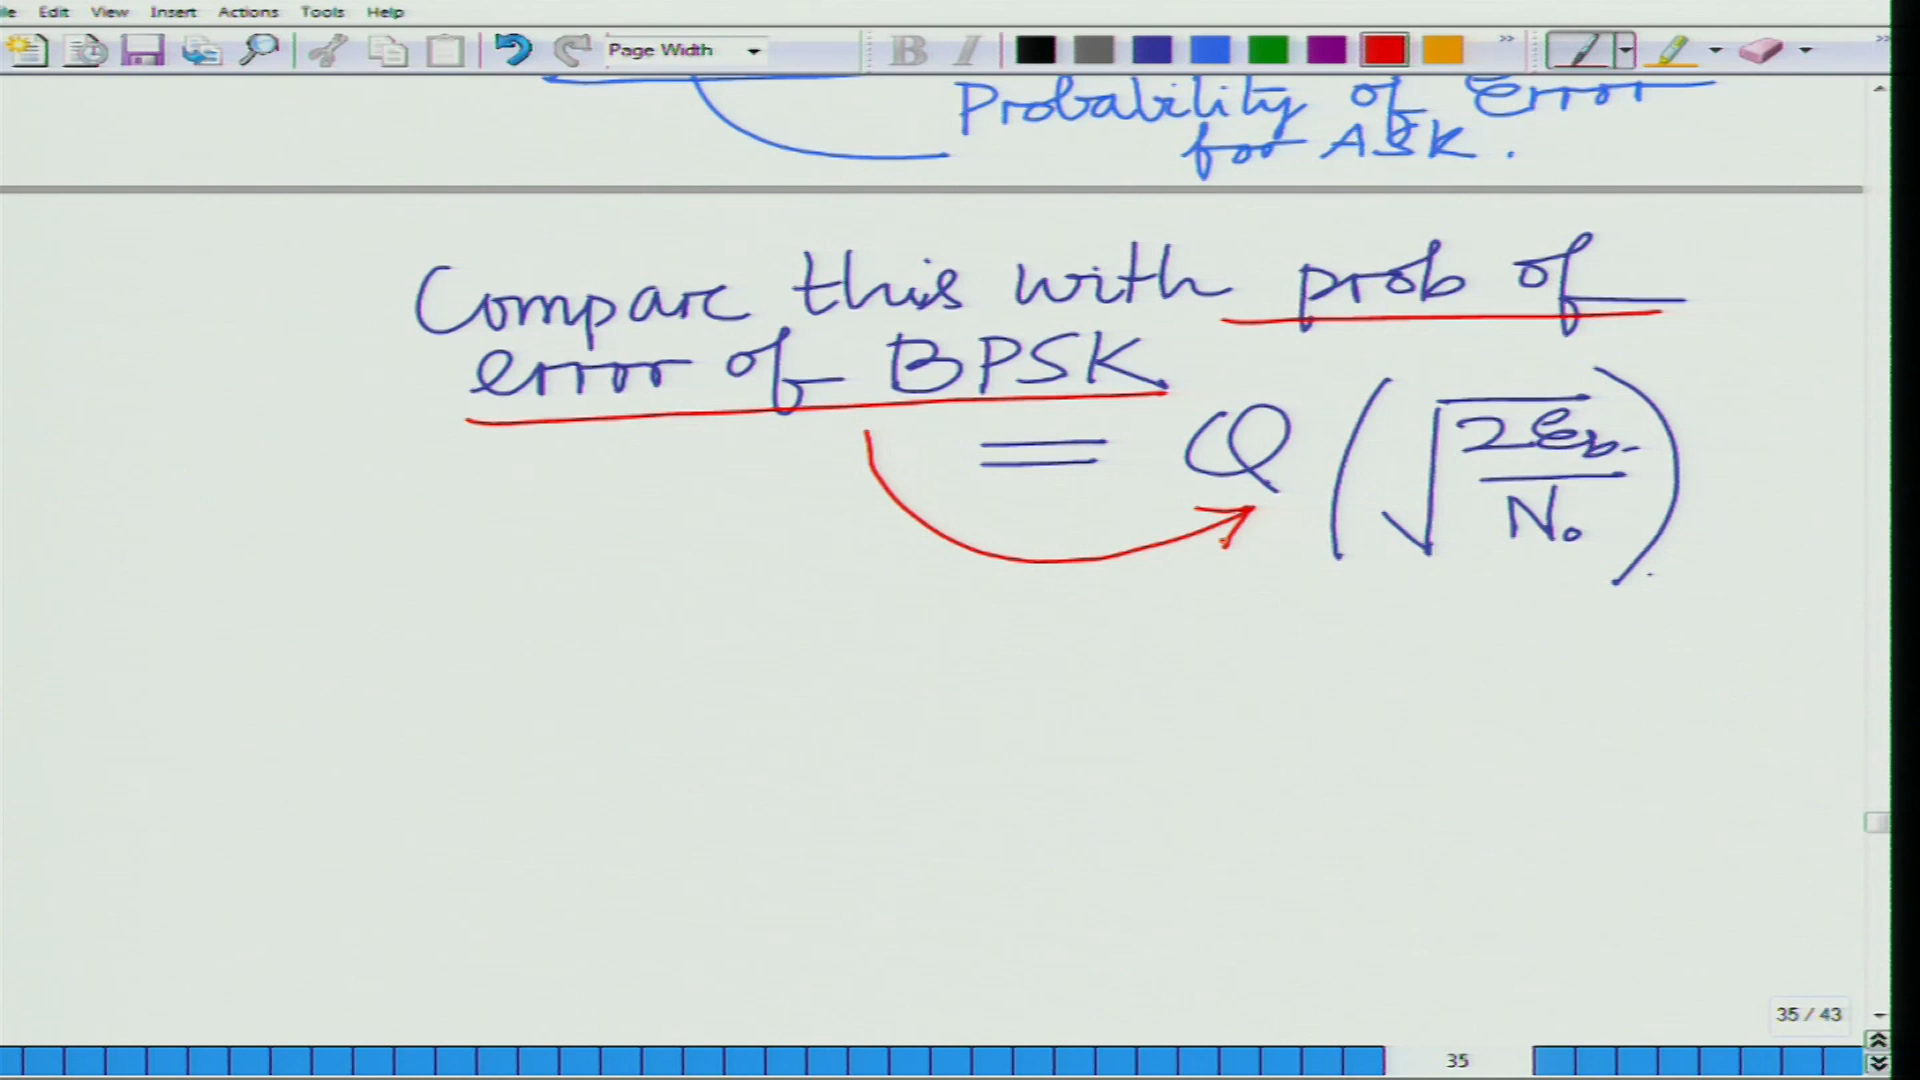 le Edit View Insert Actions Tools Help
Page Width B I
Probability of Error
for ASK.
Compare this with prob of
error of BPSK.
= Q (√(2Eb/N0))
35 / 43
35